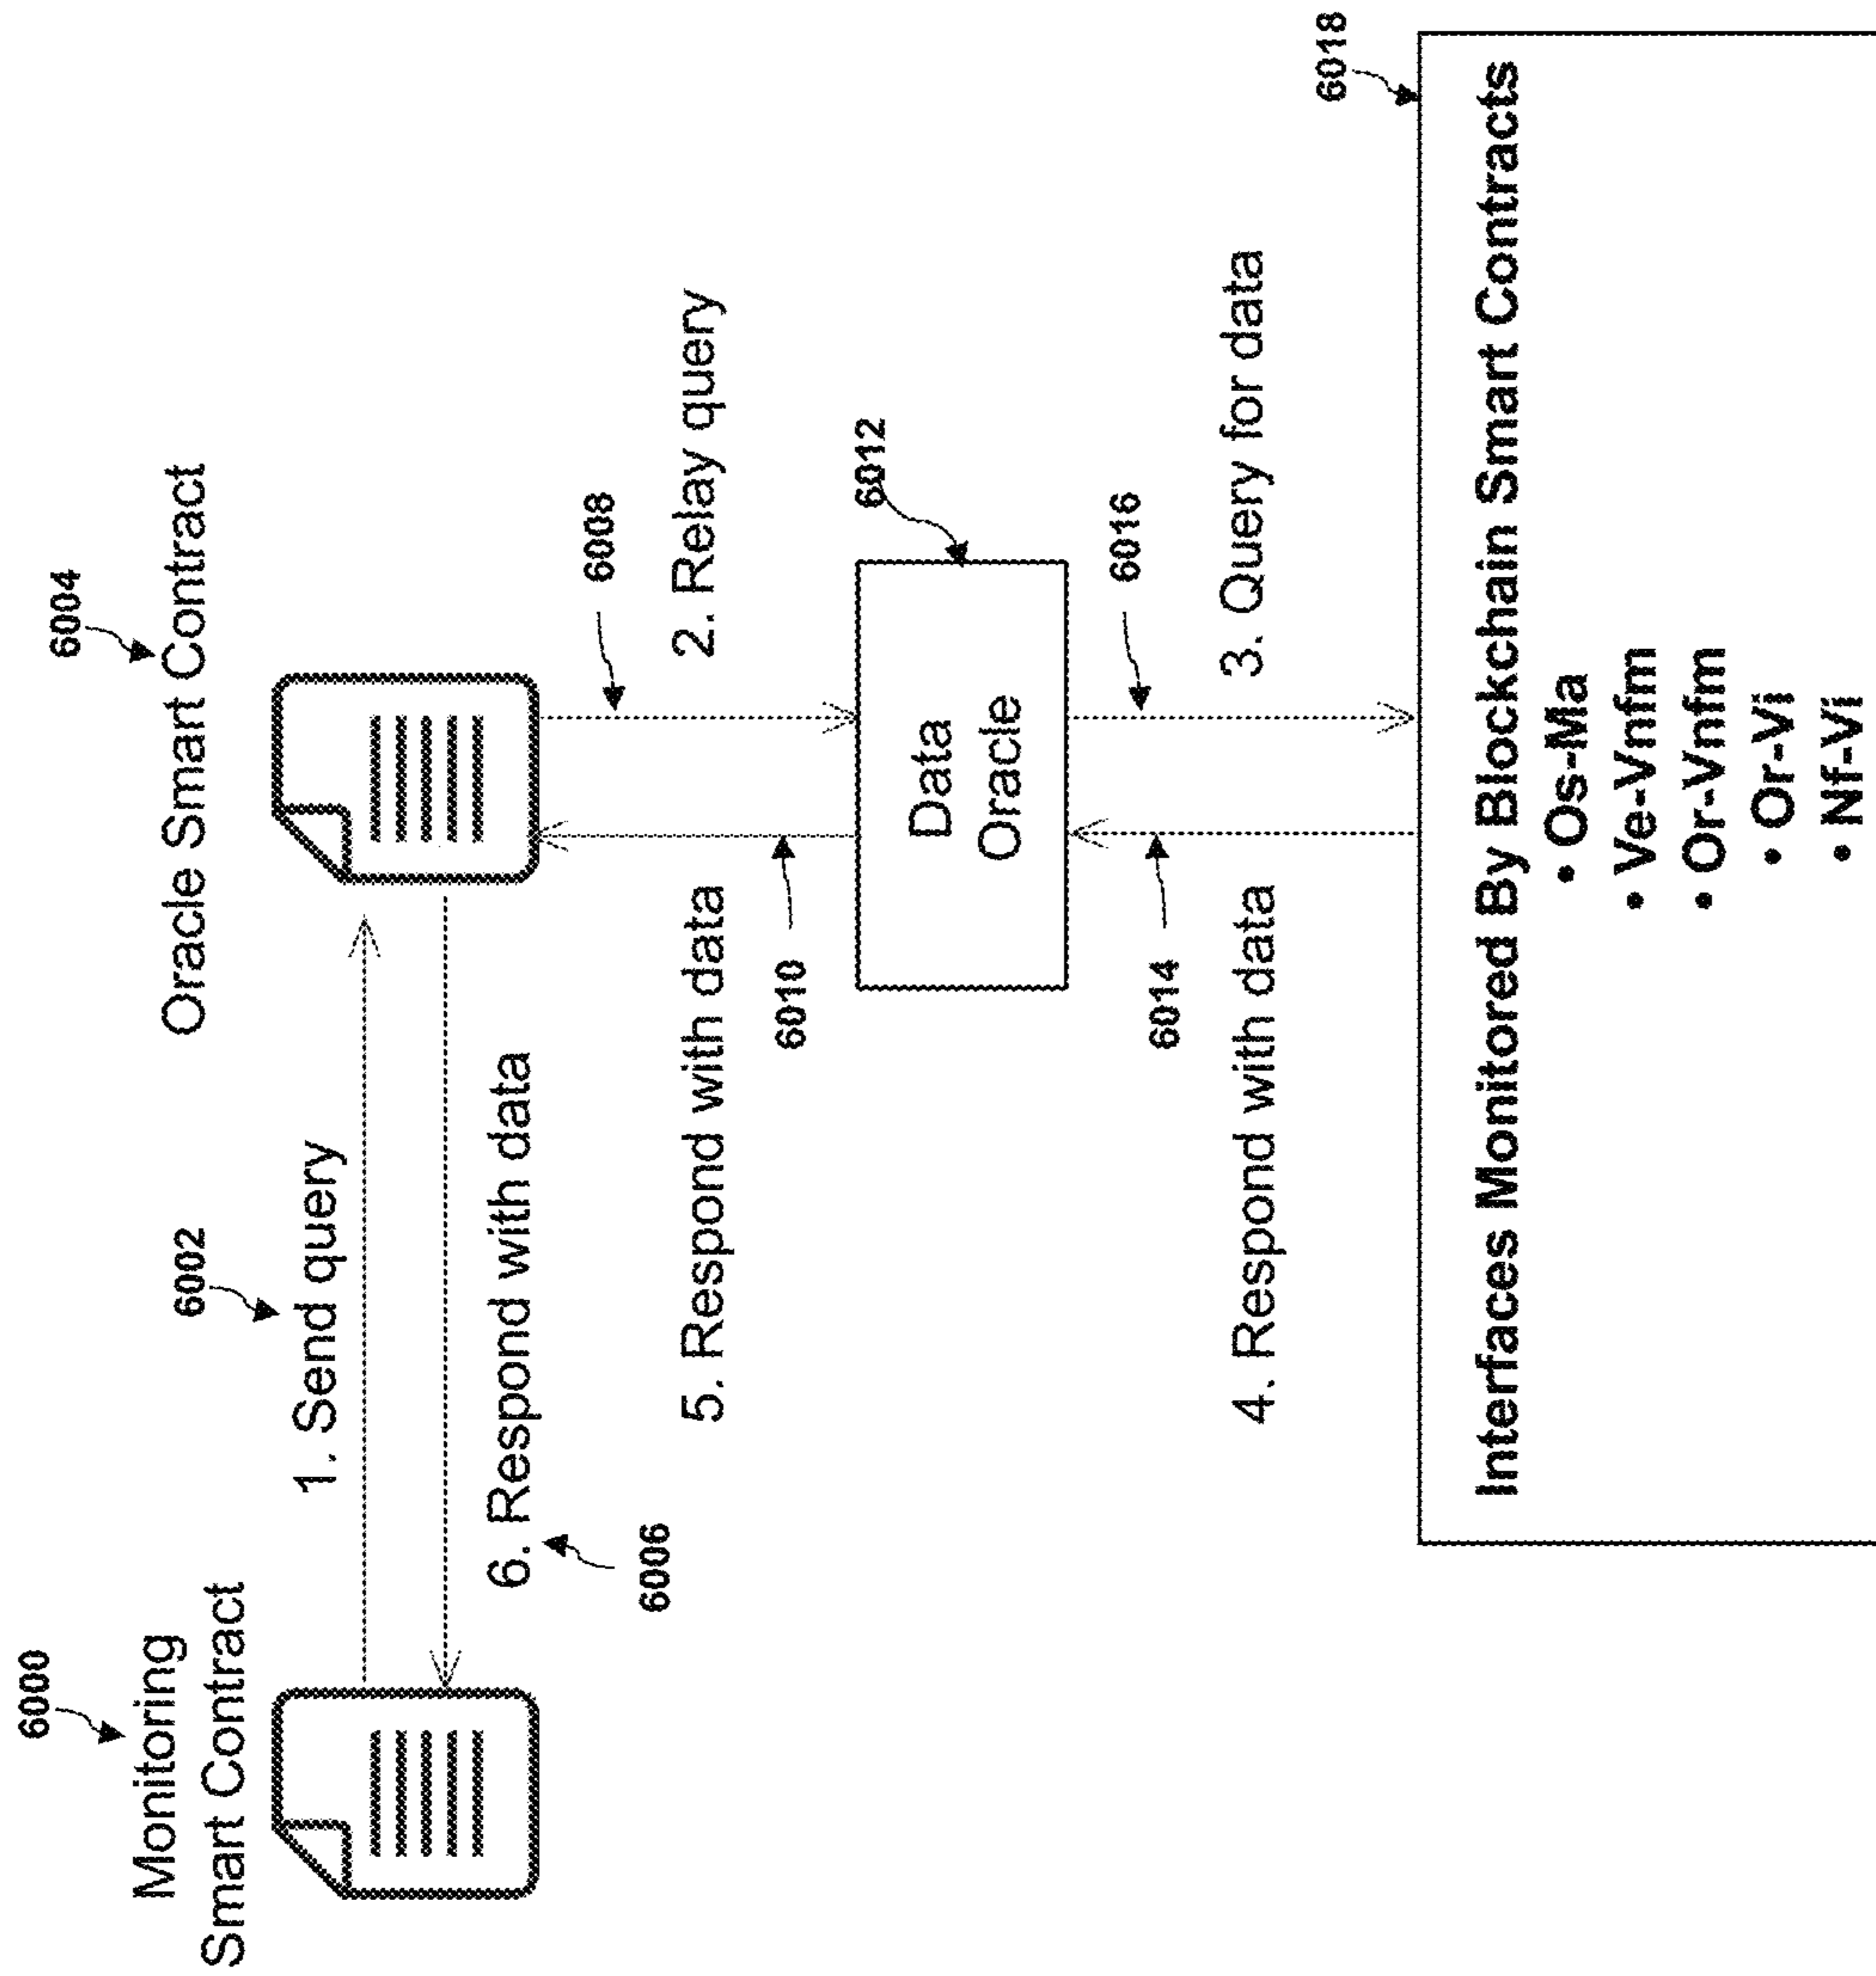 6000
Monitoring
Smart Contract
6002
1. Send query
6004
Oracle Smart Contract
6. Respond with data
6006
6008
2. Relay query
5. Respond with data
6010
6012
Data
Oracle
6016
3. Query for data
6014
4. Respond with data
6018
Interfaces Monitored By Blockchain Smart Contracts
• Os-Ma
• Ve-Vnfm
• Or-Vnfm
• Or-Vi
• Nf-Vi